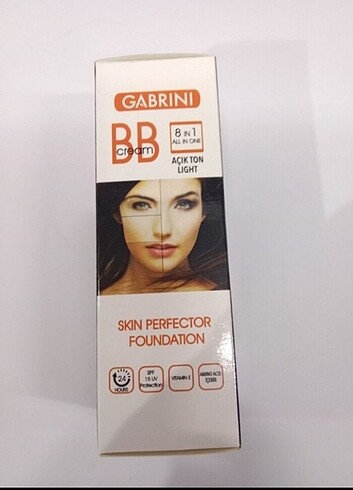 GABRINI
BB
cream
8 IN 1
ALL IN ONE
AÇIK TON
LIGHT
SKIN PERFECTOR
FOUNDATION
24
HOURS
SPF
15 UV
Protection
VITAMIN E
AMINO ACID
İÇERİR